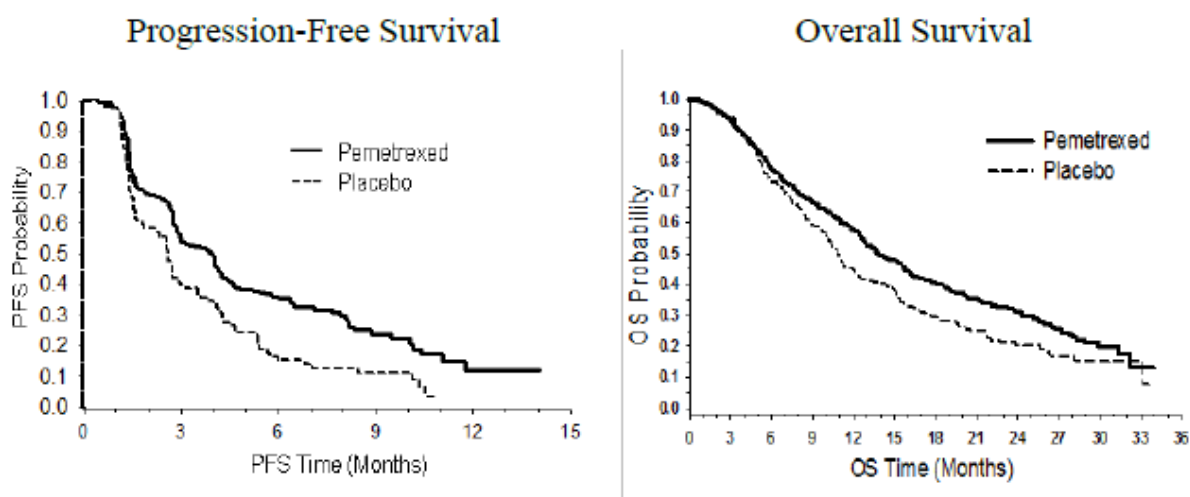 Progression-Free Survival
1.0
0.9
0.8
0.7
0.6
0.5
0.4
0.3
0.2
0.1
0.0
PFS Probability
Pemetrexed
Placebo
0 3 6 9 12 15
PFS Time (Months)
Overall Survival
1.0
0.9
0.8
0.7
0.6
0.5
0.4
0.3
0.2
0.1
0.0
OS Probability
Pemetrexed
Placebo
0 3 6 9 12 15 18 21 24 27 30 33 36
OS Time (Months)